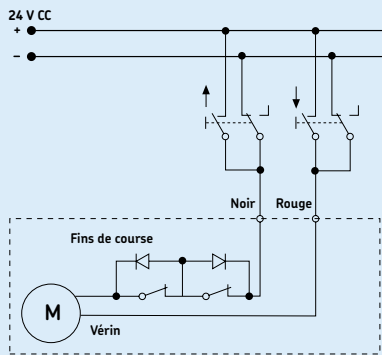 24 V CC
+
–
Noir Rouge
Fins de course
M
Vérin